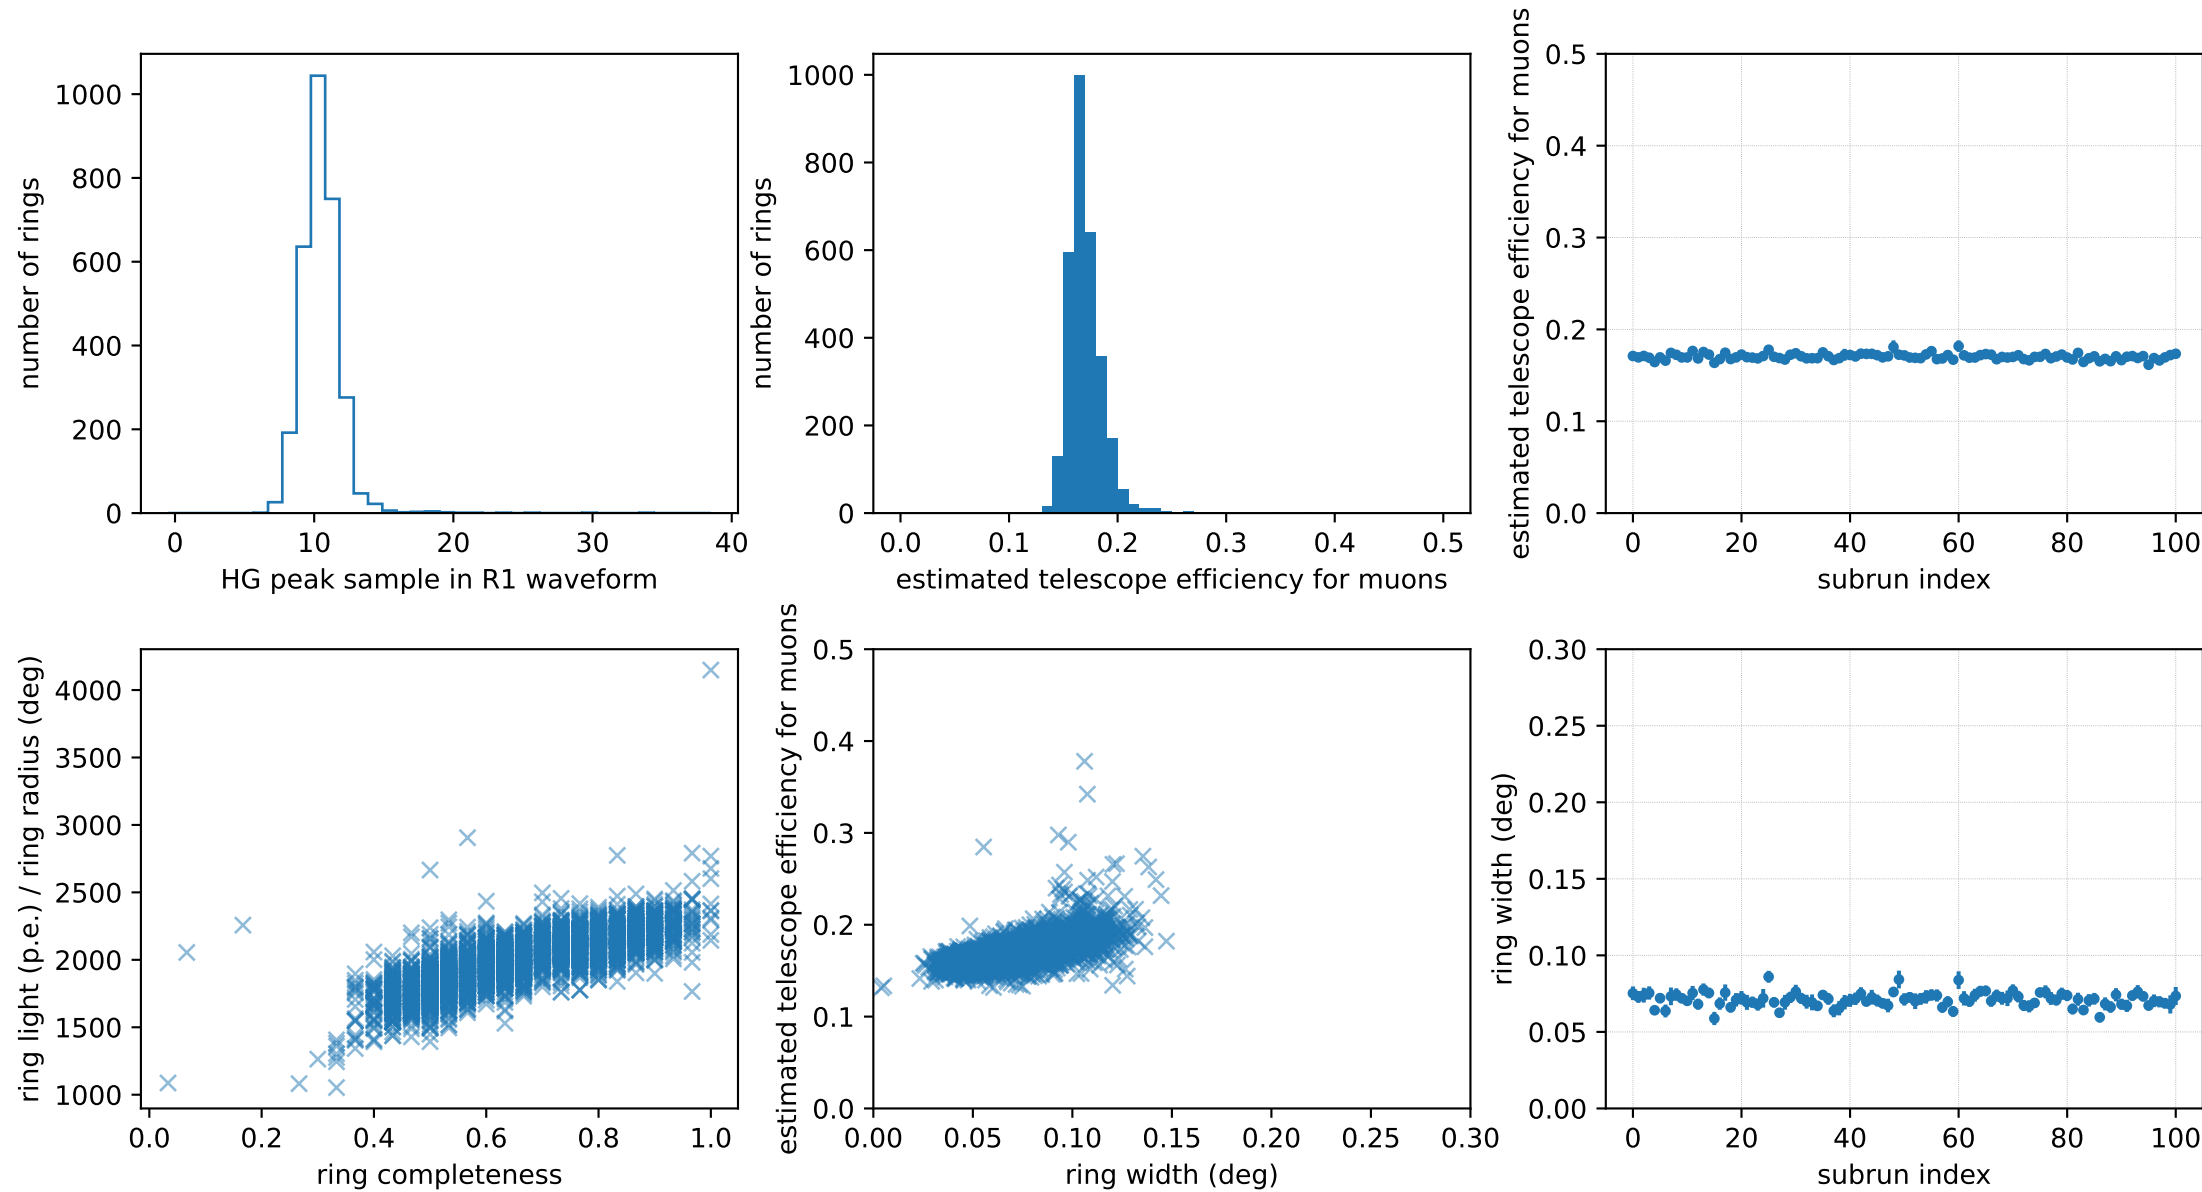 number of rings
1000
800
600
400
200
0
0 10 20 30 40
HG peak sample in R1 waveform
number of rings
1000
800
600
400
200
0
0.0 0.1 0.2 0.3 0.4 0.5
estimated telescope efficiency for muons
estimated telescope efficiency for muons
0.5
0.4
0.3
0.2
0.1
0.0
0 20 40 60 80 100
subrun index
ring light (p.e.) / ring radius (deg)
4000
3500
3000
2500
2000
1500
1000
0.0 0.2 0.4 0.6 0.8 1.0
ring completeness
estimated telescope efficiency for muons
0.5
0.4
0.3
0.2
0.1
0.0
0.00 0.05 0.10 0.15 0.20 0.25 0.30
ring width (deg)
ring width (deg)
0.30
0.25
0.20
0.15
0.10
0.05
0.00
0 20 40 60 80 100
subrun index